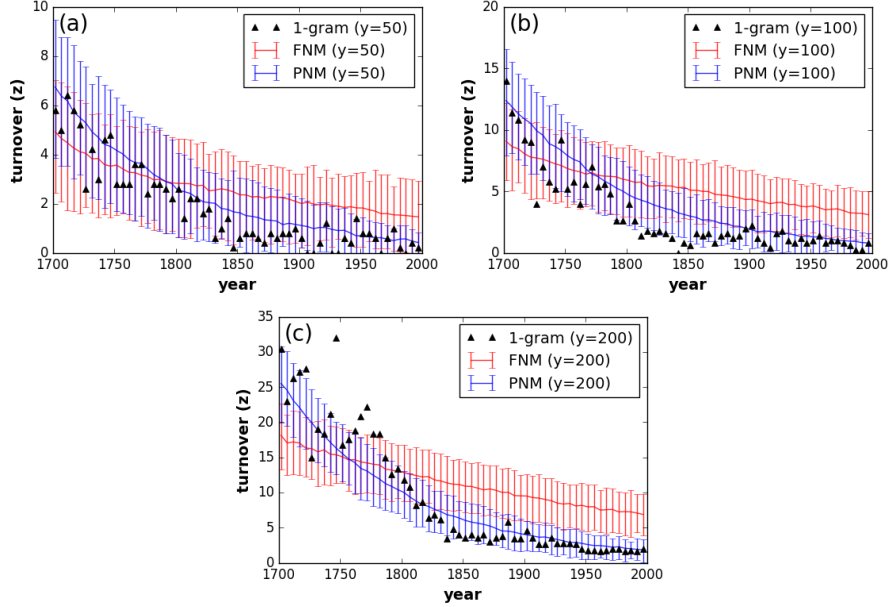 (a)
1-gram (y=50)
FNM (y=50)
PNM (y=50)
turnover (z)
10
8
6
4
2
0
1700 1750 1800 1850 1900 1950 2000
year
(b)
1-gram (y=100)
FNM (y=100)
PNM (y=100)
turnover (z)
20
15
10
5
0
1700 1750 1800 1850 1900 1950 2000
year
(c)
1-gram (y=200)
FNM (y=200)
PNM (y=200)
turnover (z)
35
30
25
20
15
10
5
0
1700 1750 1800 1850 1900 1950 2000
year